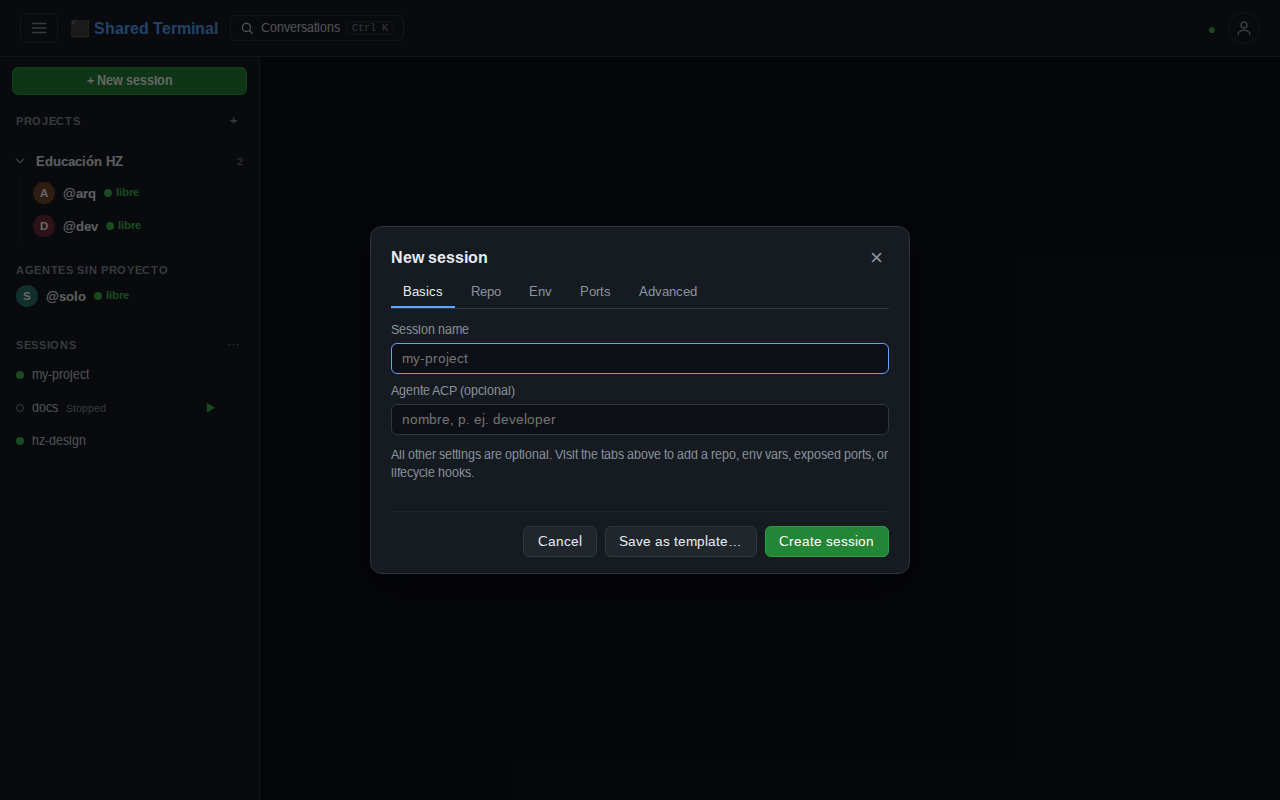 Shared Terminal
Conversations Ctrl K
+ New session
PROJECTS +
Educación HZ 2
A @arq libre
D @dev libre
AGENTES SIN PROYECTO
S @solo libre
SESSIONS ...
my-project
docs Stopped
hz-design
New session ✕
Basics Repo Env Ports Advanced
Session name
my-project
Agente ACP (opcional)
nombre, p. ej. developer
All other settings are optional. Visit the tabs above to add a repo, env vars, exposed ports, or
lifecycle hooks.
Cancel Save as template… Create session